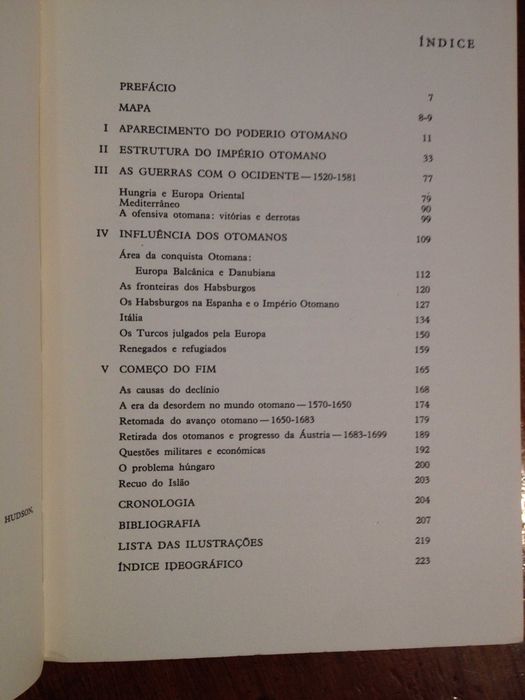 ÍNDICE
PREFÁCIO 7
MAPA 8-9
I APARECIMENTO DO PODERIO OTOMANO 11
II ESTRUTURA DO IMPÉRIO OTOMANO 33
III AS GUERRAS COM O OCIDENTE — 1520-1581 77
Hungria e Europa Oriental 79
Mediterrâneo 90
A ofensiva otomana: vitórias e derrotas 99
IV INFLUÊNCIA DOS OTOMANOS 109
Área da conquista Otomana:
Europa Balcânica e Danubiana 112
As fronteiras dos Habsburgos 120
Os Habsburgos na Espanha e o Império Otomano 127
Itália 134
Os Turcos julgados pela Europa 150
Renegados e refugiados 159
V COMEÇO DO FIM 165
As causas do declínio 168
A era da desordem no mundo otomano — 1570-1650 174
Retomada do avanço otomano — 1650-1683 179
Retirada dos otomanos e progresso da Áustria — 1683-1699 189
Questões militares e económicas 192
O problema húngaro 200
Recuo do Islão 203
CRONOLOGIA 204
BIBLIOGRAFIA 207
LISTA DAS ILUSTRAÇÕES 219
ÍNDICE IDEOGRÁFICO 223
HUDSON,